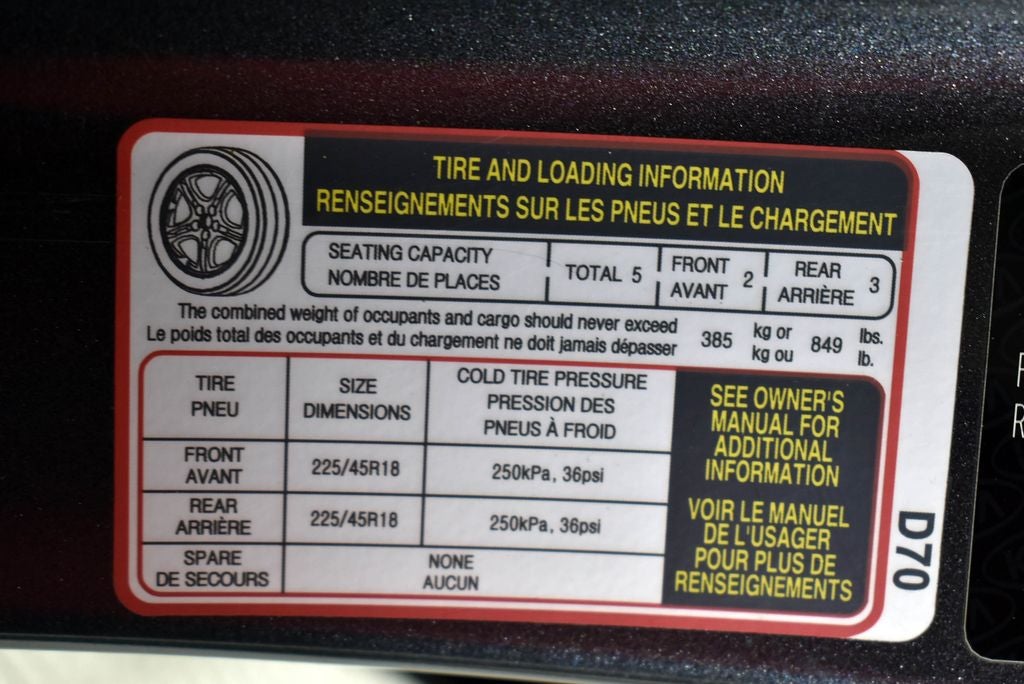 TIRE AND LOADING INFORMATION
RENSEIGNEMENTS SUR LES PNEUS ET LE CHARGEMENT
SEATING CAPACITY
NOMBRE DE PLACES
TOTAL 5
FRONT
AVANT
2
REAR
ARRIÈRE
3
The combined weight of occupants and cargo should never exceed
Le poids total des occupants et du chargement ne doit jamais dépasser
385
kg or
kg ou
849
lbs.
lb.
TIRE
PNEU
SIZE
DIMENSIONS
COLD TIRE PRESSURE
PRESSION DES
PNEUS À FROID
FRONT
AVANT
225/45R18
250kPa, 36psi
REAR
ARRIÈRE
225/45R18
250kPa, 36psi
SPARE
DE SECOURS
NONE
AUCUN
SEE OWNER'S
MANUAL FOR
ADDITIONAL
INFORMATION
VOIR LE MANUEL
DE L'USAGER
POUR PLUS DE
RENSEIGNEMENTS
D70